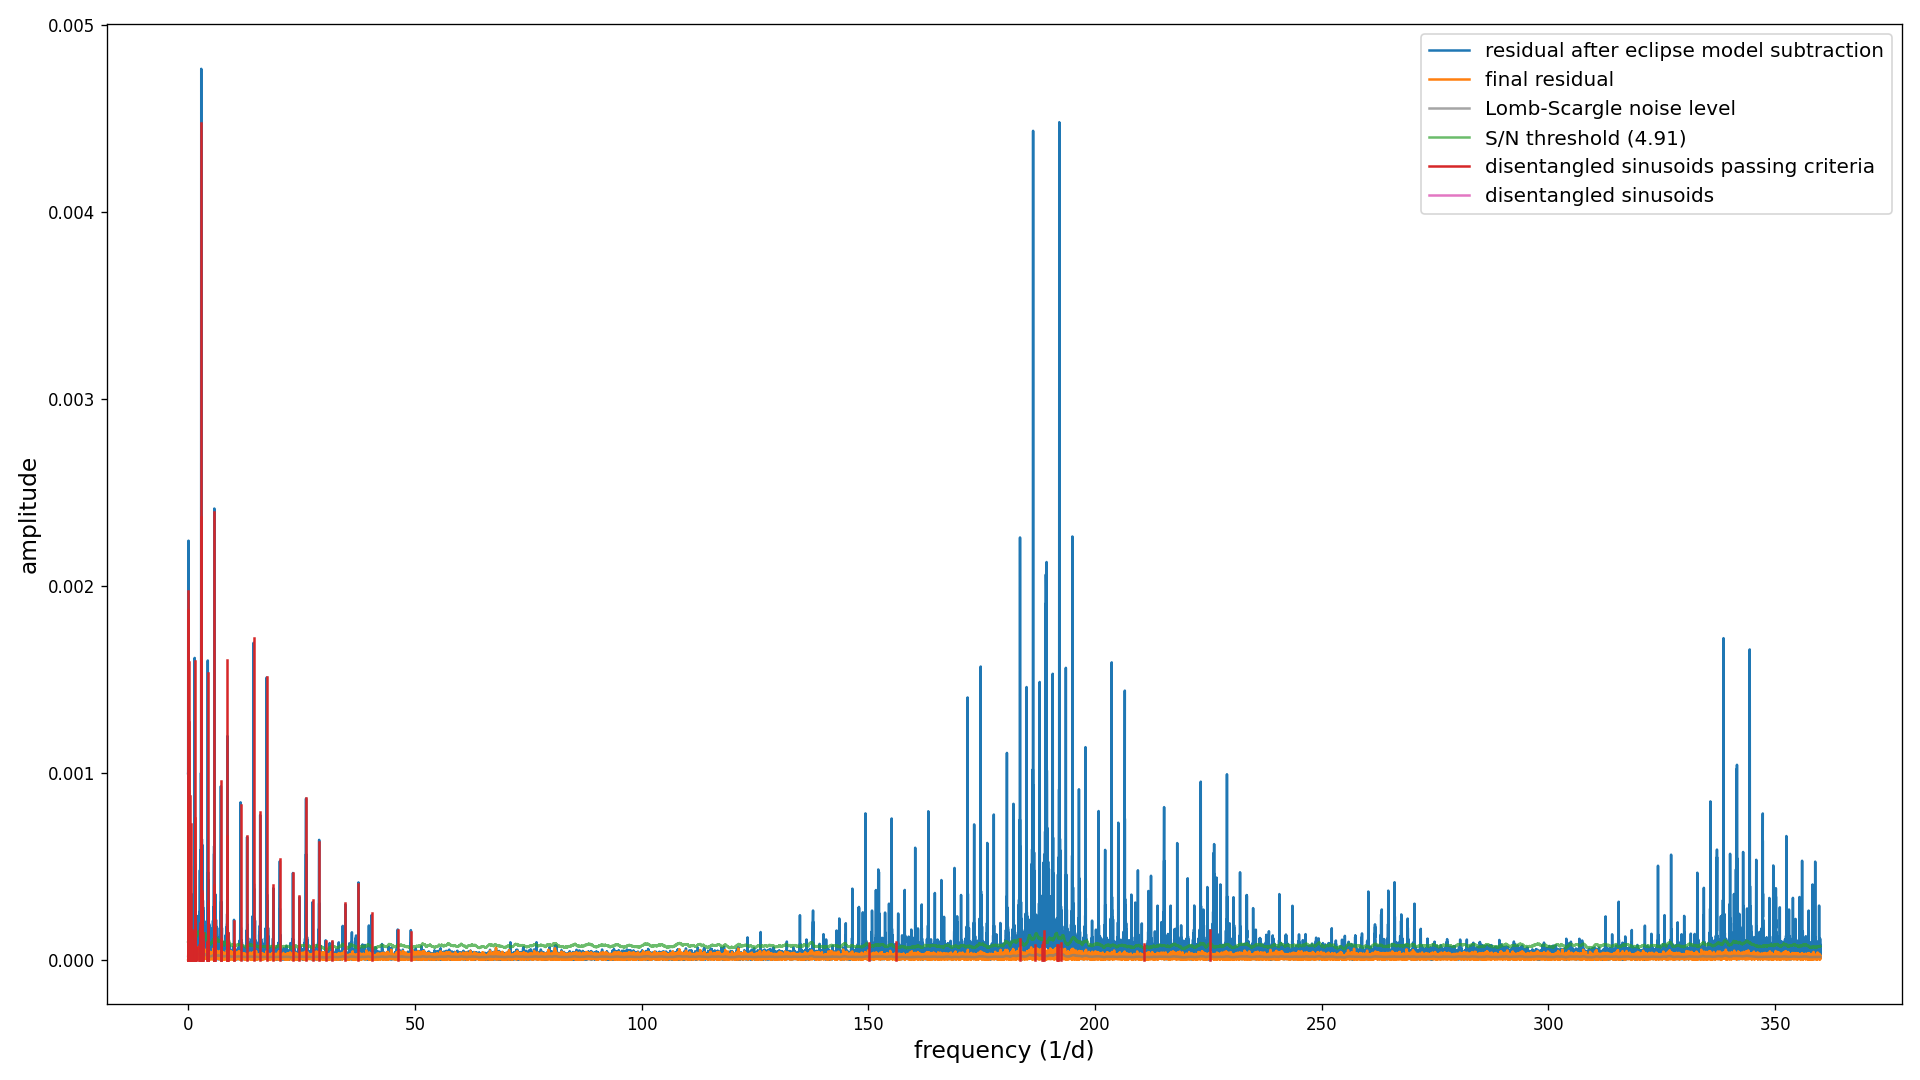 0.005
0.004
0.003
0.002
0.001
0.000
amplitude
0
50
100
150
200
250
300
350
frequency (1/d)
residual after eclipse model subtraction
final residual
Lomb-Scargle noise level
S/N threshold (4.91)
disentangled sinusoids passing criteria
disentangled sinusoids